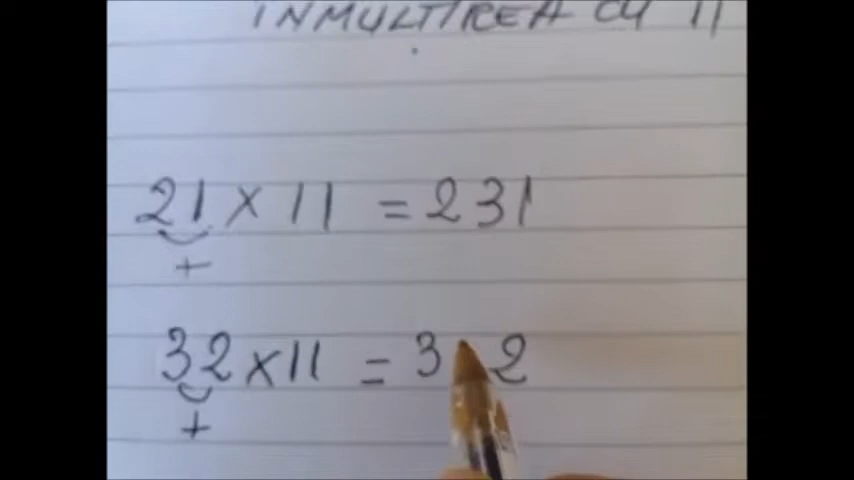 INMULTIREA CU 11
21 x 11 = 231
+
32 x 11 = 3 2
+